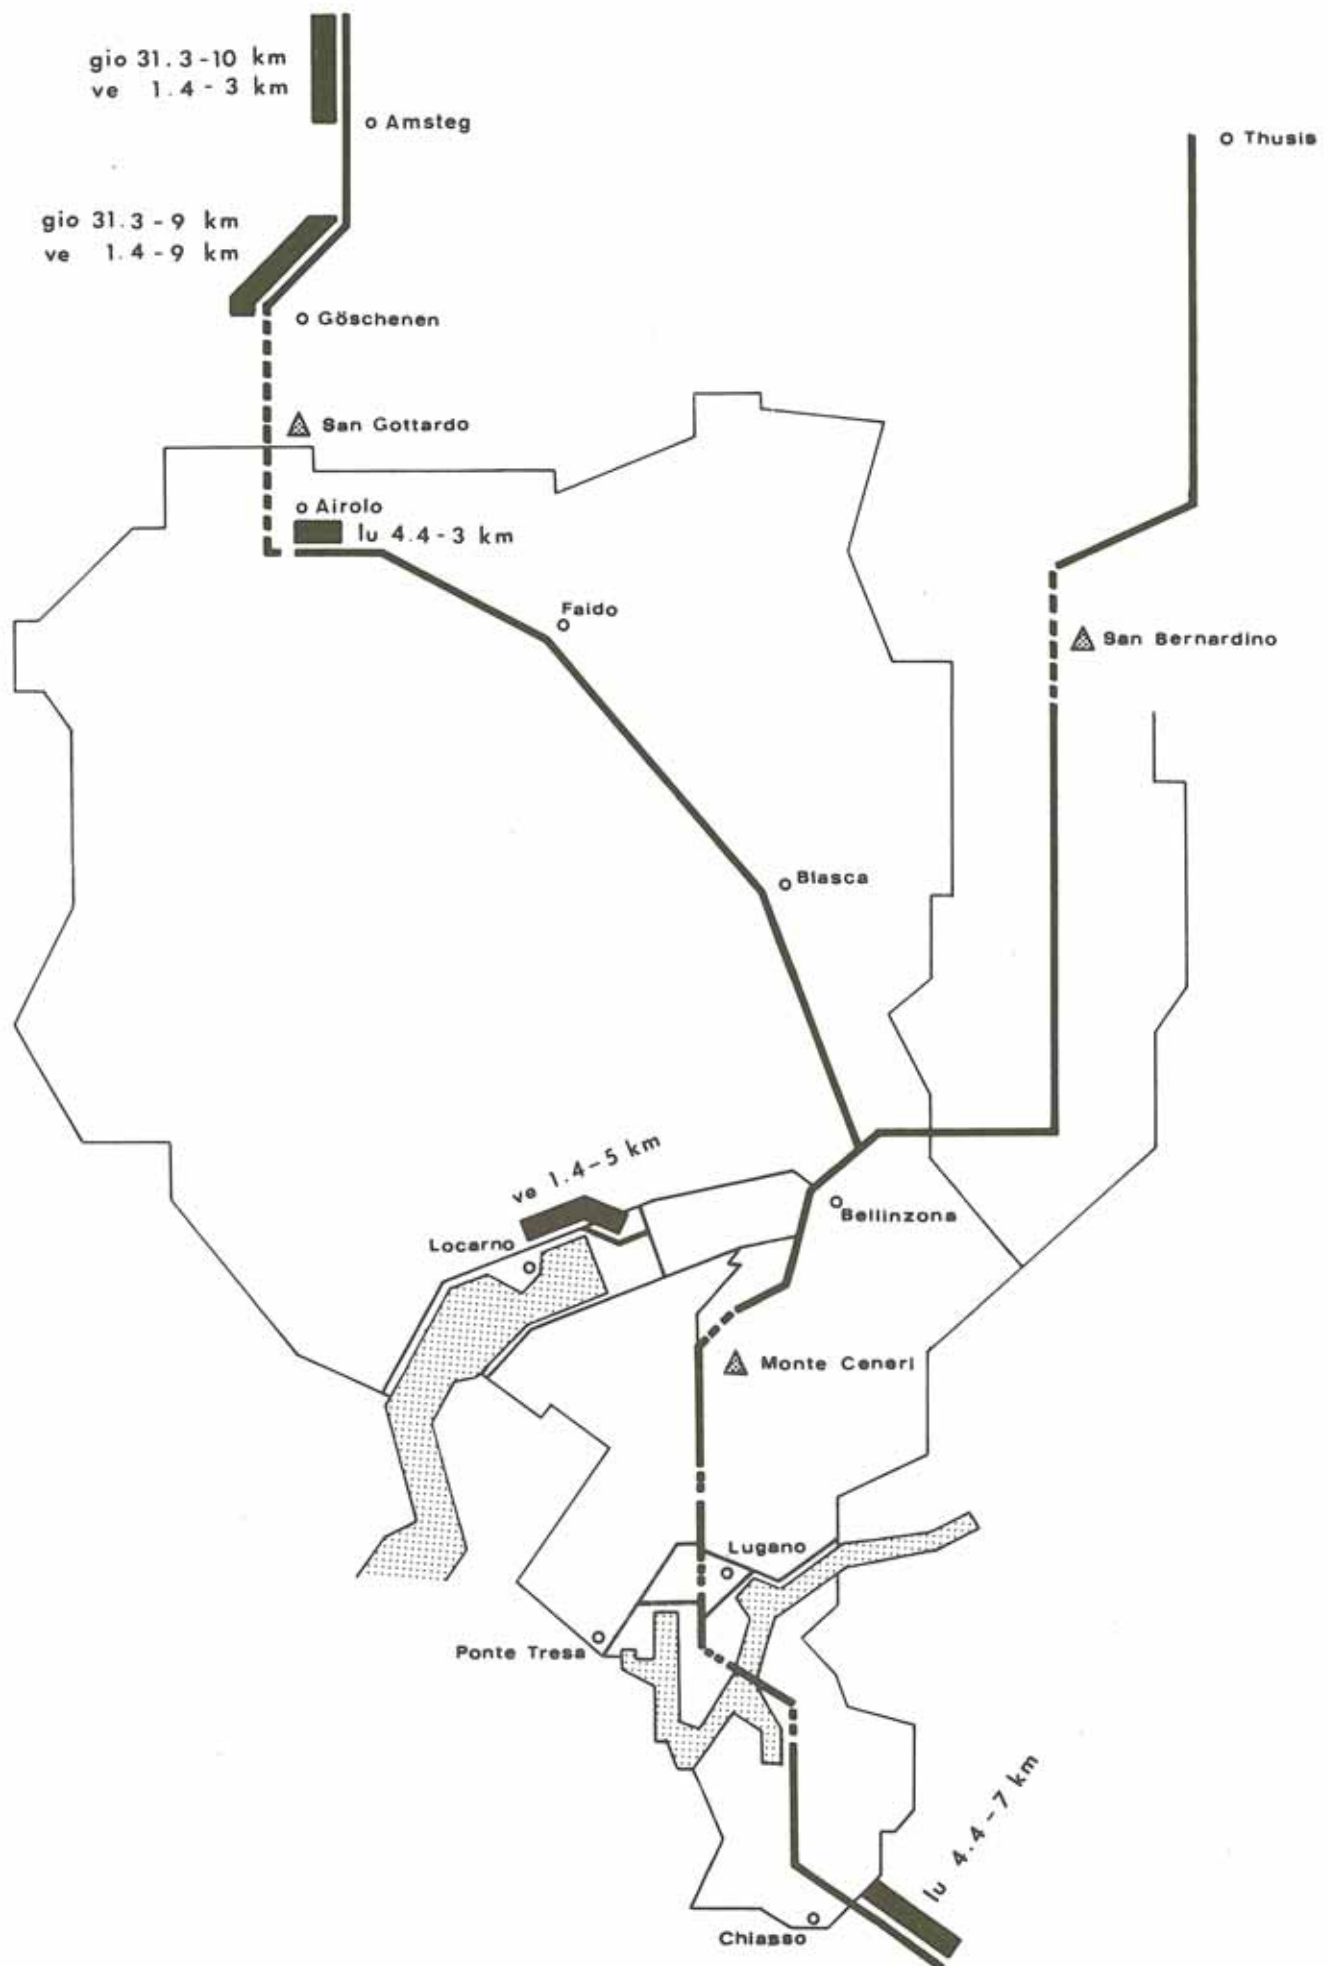 gio 31.3-10 km
ve 1.4-3 km
Amsteg
Thusis
gio 31.3-9 km
ve 1.4-9 km
Göschenen
San Gottardo
Airolo
lu 4.4-3 km
Faido
San Bernardino
Biasca
ve 1.4-5 km
Bellinzona
Locarno
Monte Ceneri
Lugano
Ponte Tresa
lu 4.4-7 km
Chiasso